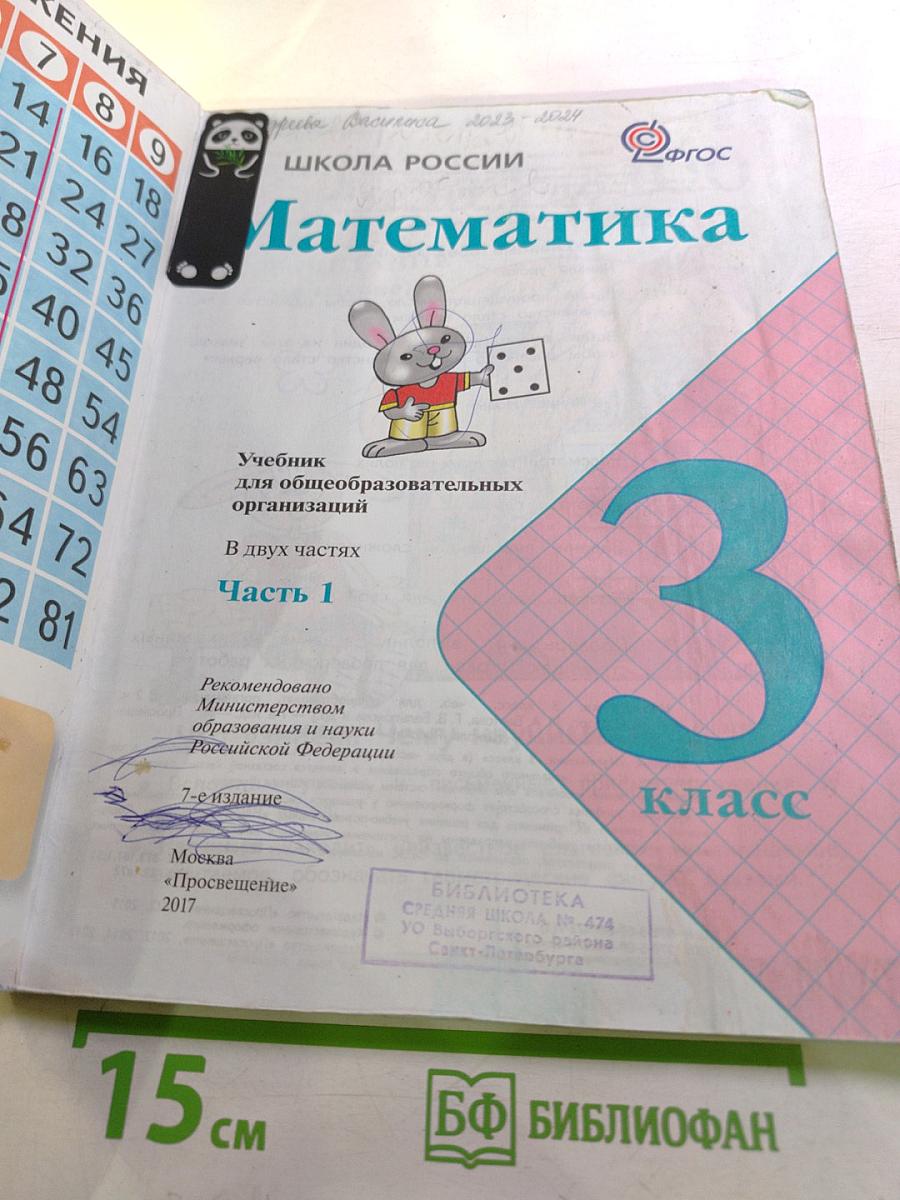 ЖЕНИЯ
7 8 9
14 16 18
21 24 27
32 36
40 45
48 54
56 63
72
81
Василиса 2023 - 2024
ШКОЛА РОССИИ
ФГОС
Математика
Учебник
для общеобразовательных
организаций
В двух частях
Часть 1
3
класс
Рекомендовано
Министерством
образования и науки
Российской Федерации
7-е издание
Москва
«Просвещение»
2017
БИБЛИОТЕКА
СРЕДНЯЯ ШКОЛА № 474
УО Выборгского района
Санкт-Петербурга
15 см
БФ БИБЛИОФАН